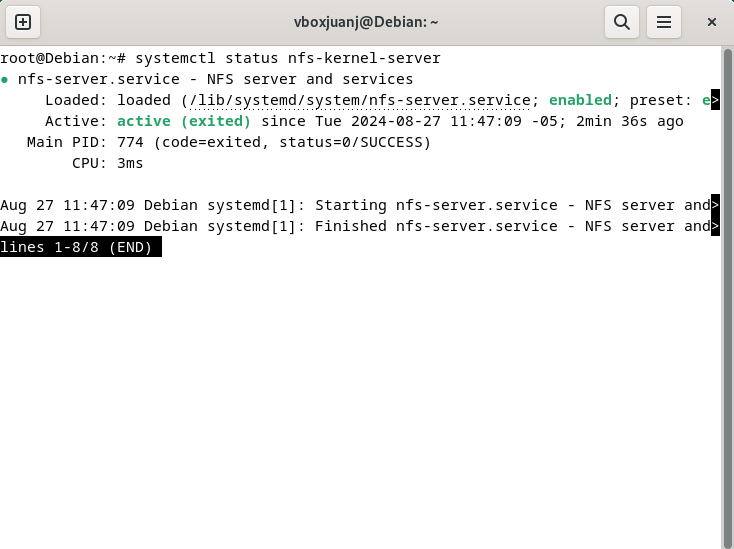 vboxjuanj@Debian: ~
root@Debian:~# systemctl status nfs-kernel-server
● nfs-server.service - NFS server and services
     Loaded: loaded (/lib/systemd/system/nfs-server.service; enabled; preset: e>
     Active: active (exited) since Tue 2024-08-27 11:47:09 -05; 2min 36s ago
   Main PID: 774 (code=exited, status=0/SUCCESS)
        CPU: 3ms

Aug 27 11:47:09 Debian systemd[1]: Starting nfs-server.service - NFS server and>
Aug 27 11:47:09 Debian systemd[1]: Finished nfs-server.service - NFS server and>
lines 1-8/8 (END)